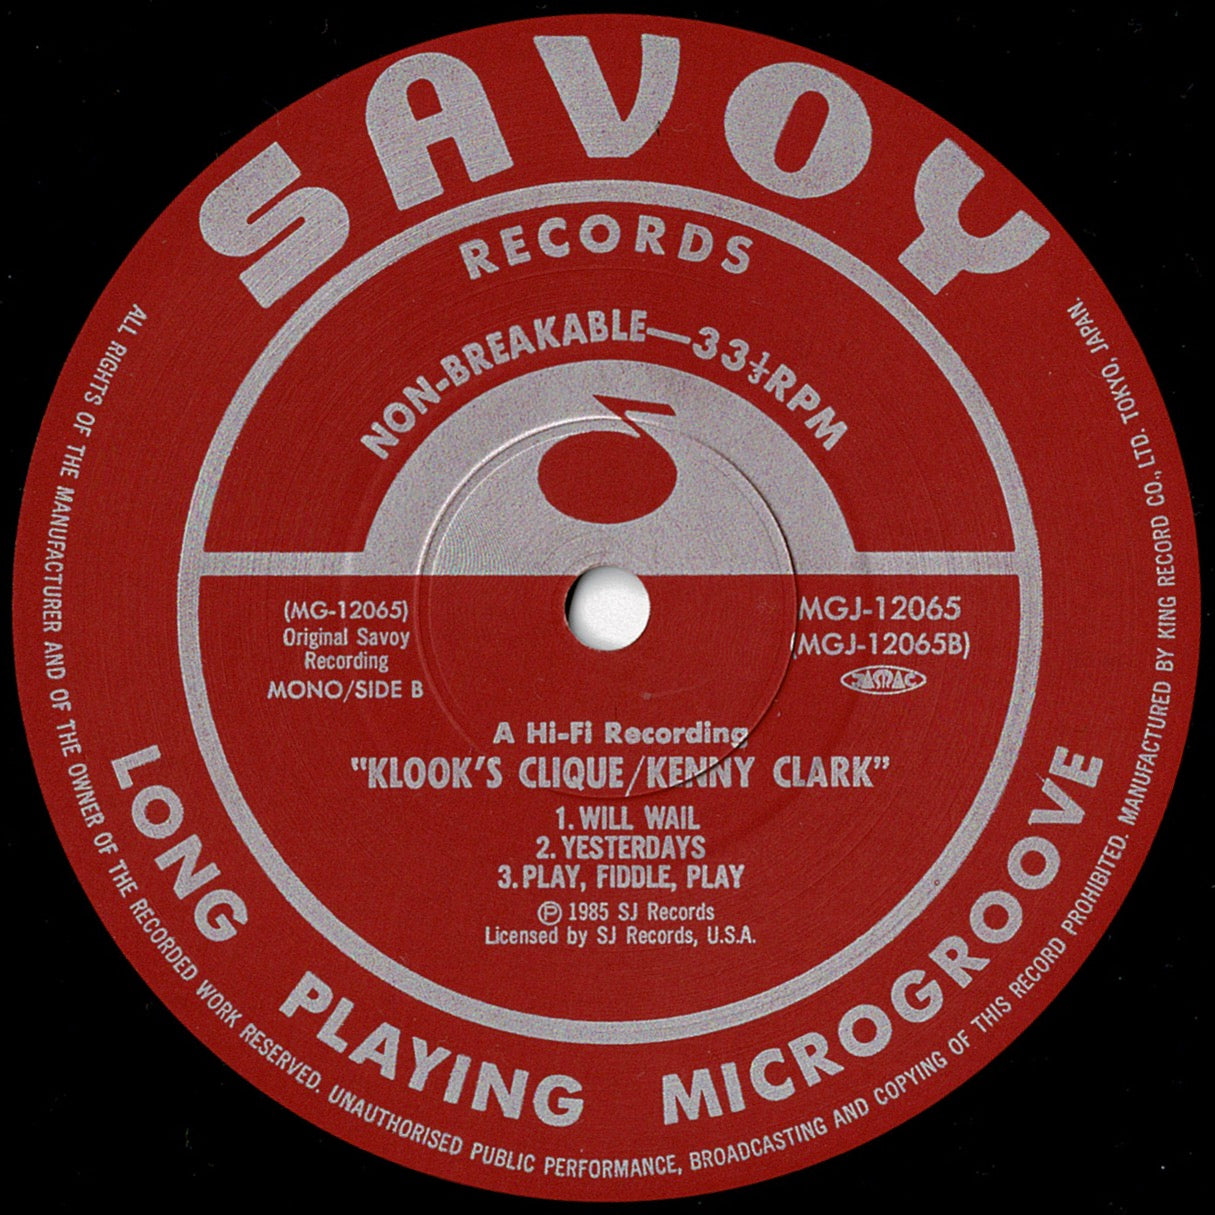 SAVOY
RECORDS
NON-BREAKABLE—33⅓RPM
(MG-12065)
Original Savoy
Recording
MONO/SIDE B
MGJ-12065
(MGJ-12065B)
JASRAC
A Hi-Fi Recording
"KLOOK'S CLIQUE/KENNY CLARK"
1. WILL WAIL
2. YESTERDAYS
3. PLAY, FIDDLE, PLAY
Ⓟ 1985 SJ Records
Licensed by SJ Records, U.S.A.
LONG PLAYING MICROGROOVE
ALL RIGHTS OF THE MANUFACTURER AND OF THE OWNER OF THE RECORDED WORK RESERVED. UNAUTHORISED PUBLIC PERFORMANCE, BROADCASTING AND COPYING OF THIS RECORD PROHIBITED. MANUFACTURED BY KING RECORD CO., LTD. TOKYO, JAPAN.